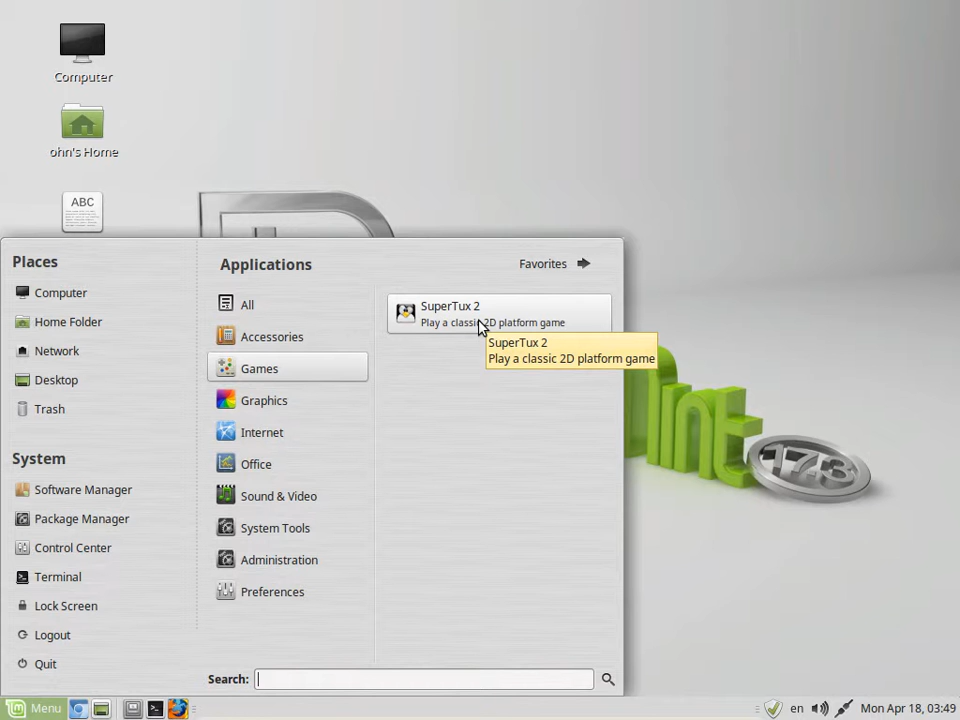 Computer
ohn's Home
ABC
Places
Computer
Home Folder
Network
Desktop
Trash
System
Software Manager
Package Manager
Control Center
Terminal
Lock Screen
Logout
Quit
Applications
Favorites
All
Accessories
Games
Graphics
Internet
Office
Sound & Video
System Tools
Administration
Preferences
SuperTux 2
Play a classic 2D platform game
SuperTux 2
Play a classic 2D platform game
17.3
Search:
Menu
en
Mon Apr 18, 03:49